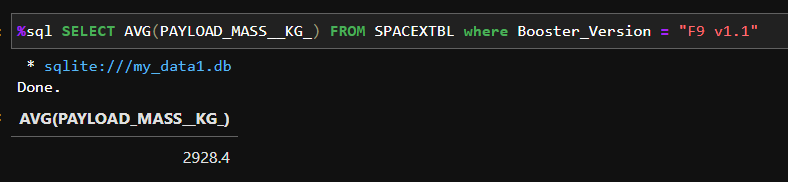 %sql SELECT AVG(PAYLOAD_MASS__KG_) FROM SPACEXTBL where Booster_Version = "F9 v1.1"
* sqlite:///my_data1.db
Done.
AVG(PAYLOAD_MASS__KG_)
2928.4